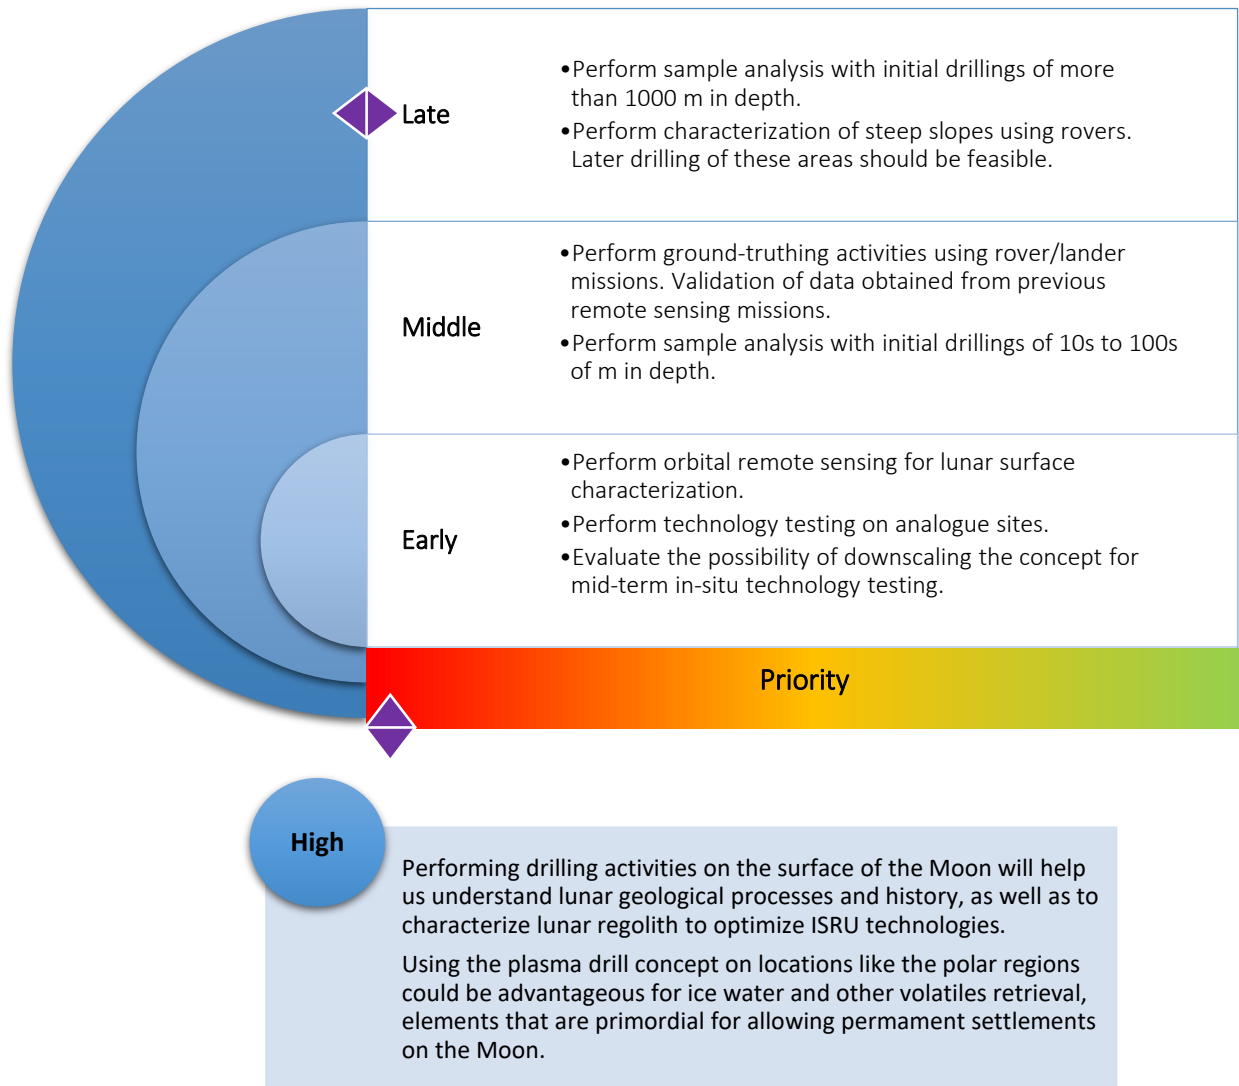 Late
•Perform sample analysis with initial drillings of more
than 1000 m in depth.
•Perform characterization of steep slopes using rovers.
Later drilling of these areas should be feasible.
Middle
•Perform ground-truthing activities using rover/lander
missions. Validation of data obtained from previous
remote sensing missions.
•Perform sample analysis with initial drillings of 10s to 100s
of m in depth.
Early
•Perform orbital remote sensing for lunar surface
characterization.
•Perform technology testing on analogue sites.
•Evaluate the possibility of downscaling the concept for
mid-term in-situ technology testing.
Priority
High
Performing drilling activities on the surface of the Moon will help
us understand lunar geological processes and history, as well as to
characterize lunar regolith to optimize ISRU technologies.
Using the plasma drill concept on locations like the polar regions
could be advantageous for ice water and other volatiles retrieval,
elements that are primordial for allowing permament settlements
on the Moon.